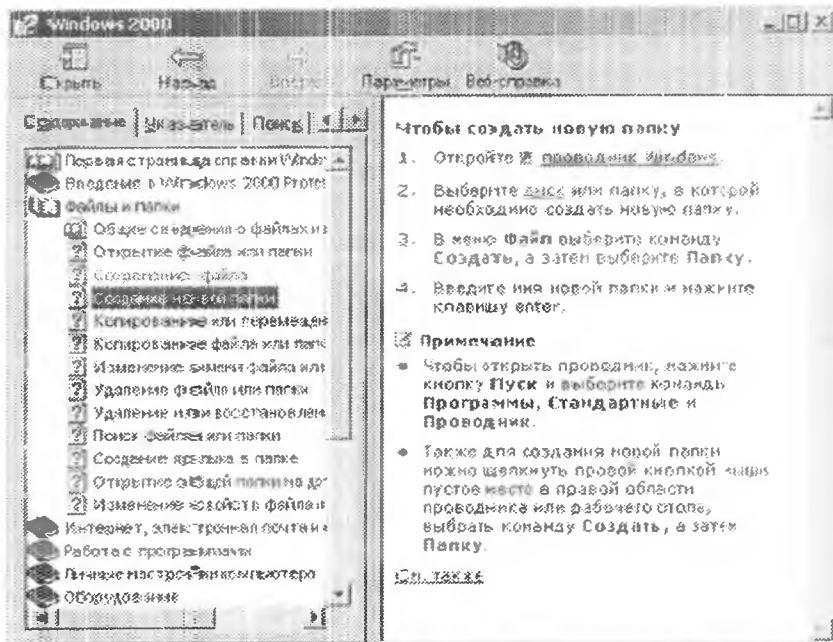 Windows 2000
Скрыть Назад Вперед Параметры Веб-справка
Содержание Указатель Поиск
Первая страница справки Windo
Введение в Windows 2000 Profes
Файлы и папки
Общие сведения о файлах и
Открытие файла или папки
Сохранение файла
Создание новой папки
Копирование или перемещен
Копирование файла или папк
Изменение имени файла или
Удаление файла или папки
Удаление или восстановлен
Поиск файла или папки
Создание ярлыка в папке
Открытие общей папки на др
Изменение свойств файла и
Интернет, электронная почта и
Работа с программами
Личные настройки компьютера
Оборудование
Чтобы создать новую папку
1. Откройте проводник Windows.
2. Выберите диск или папку, в которой
необходимо создать новую папку.
3. В меню Файл выберите команду
Создать, а затем выберите Папку.
4. Введите имя новой папки и нажмите
клавишу enter.
Примечание
• Чтобы открыть проводник, нажмите
кнопку Пуск и выберите команды
Программы, Стандартные и
Проводник.
• Также для создания новой папки
можно щелкнуть правой кнопкой мыши
пустое место в правой области
проводника или рабочего стола,
выбрать команду Создать, а затем
Папку.
См. также